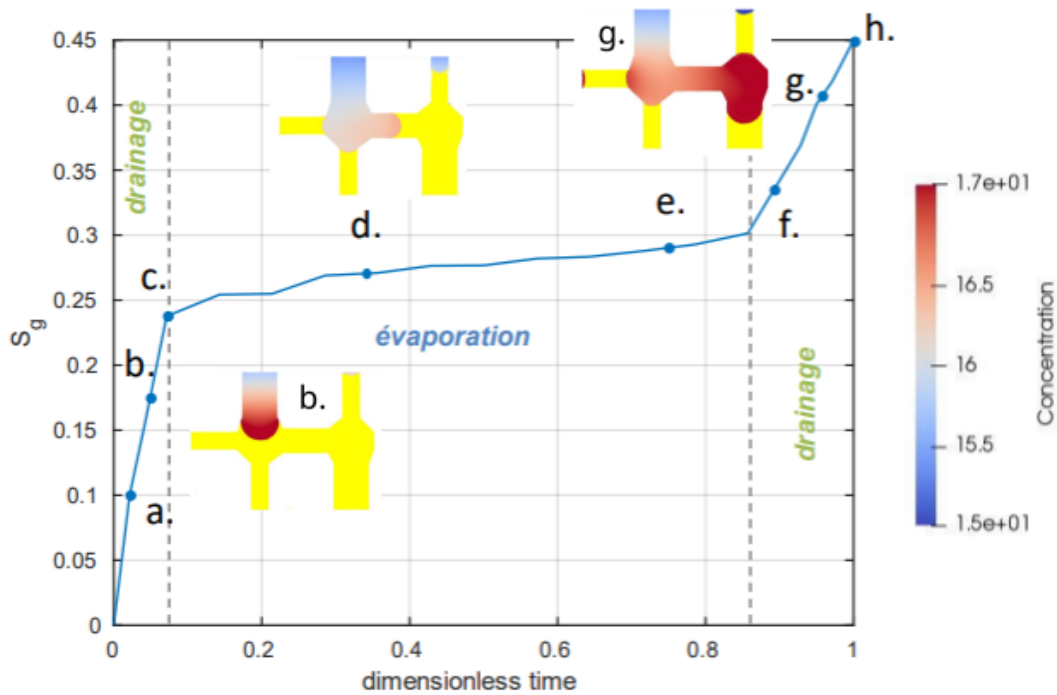 0.45
0.4
0.35
0.3
0.25
0.2
0.15
0.1
0.05
0
S_g
0 0.2 0.4 0.6 0.8 1
dimensionless time
drainage
évaporation
drainage
a.
b.
c.
d.
e.
f.
g.
h.
b.
g.
1.7e+01
16.5
16
15.5
1.5e+01
Concentration